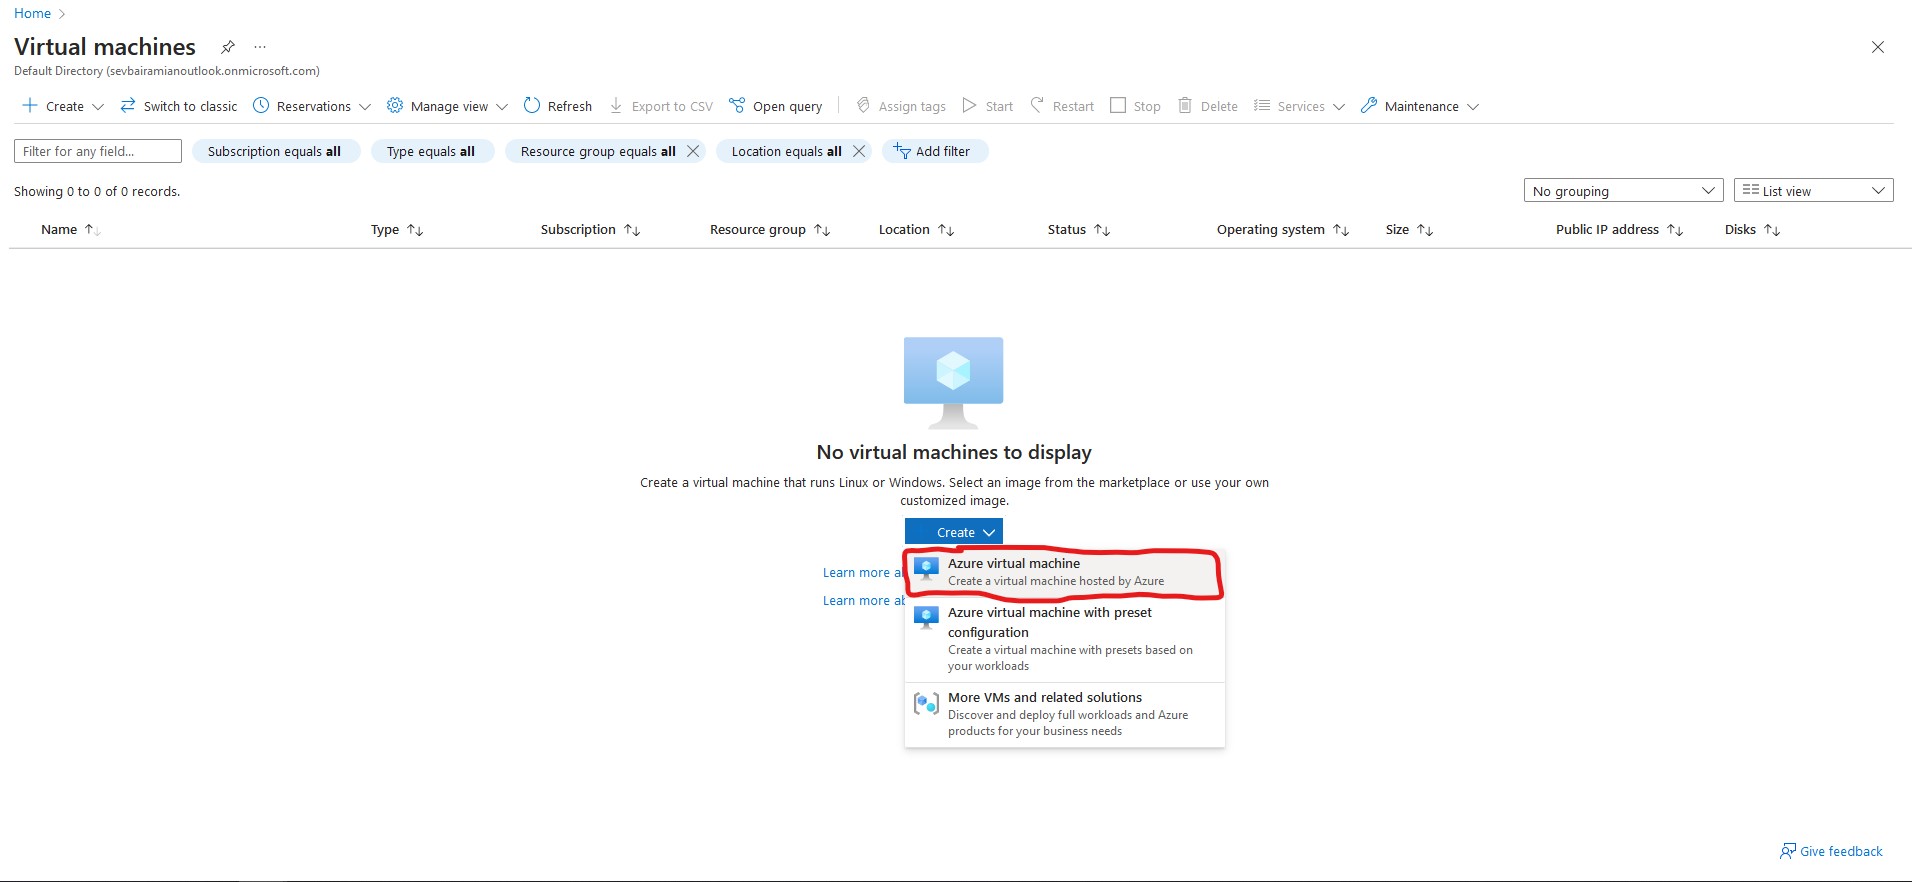 Home
Virtual machines
Default Directory (sevbairamianoutlook.onmicrosoft.com)
Create Switch to classic Reservations Manage view Refresh Export to CSV Open query Assign tags Start Restart Stop Delete Services Maintenance
Filter for any field... Subscription equals all Type equals all Resource group equals all Location equals all Add filter
Showing 0 to 0 of 0 records. No grouping List view
Name Type Subscription Resource group Location Status Operating system Size Public IP address Disks
No virtual machines to display
Create a virtual machine that runs Linux or Windows. Select an image from the marketplace or use your own
customized image.
Create
Azure virtual machine
Learn more
Create a virtual machine hosted by Azure
Learn more
Azure virtual machine with preset
configuration
Create a virtual machine with presets based on
your workloads
More VMs and related solutions
Discover and deploy full workloads and Azure
products for your business needs
Give feedback